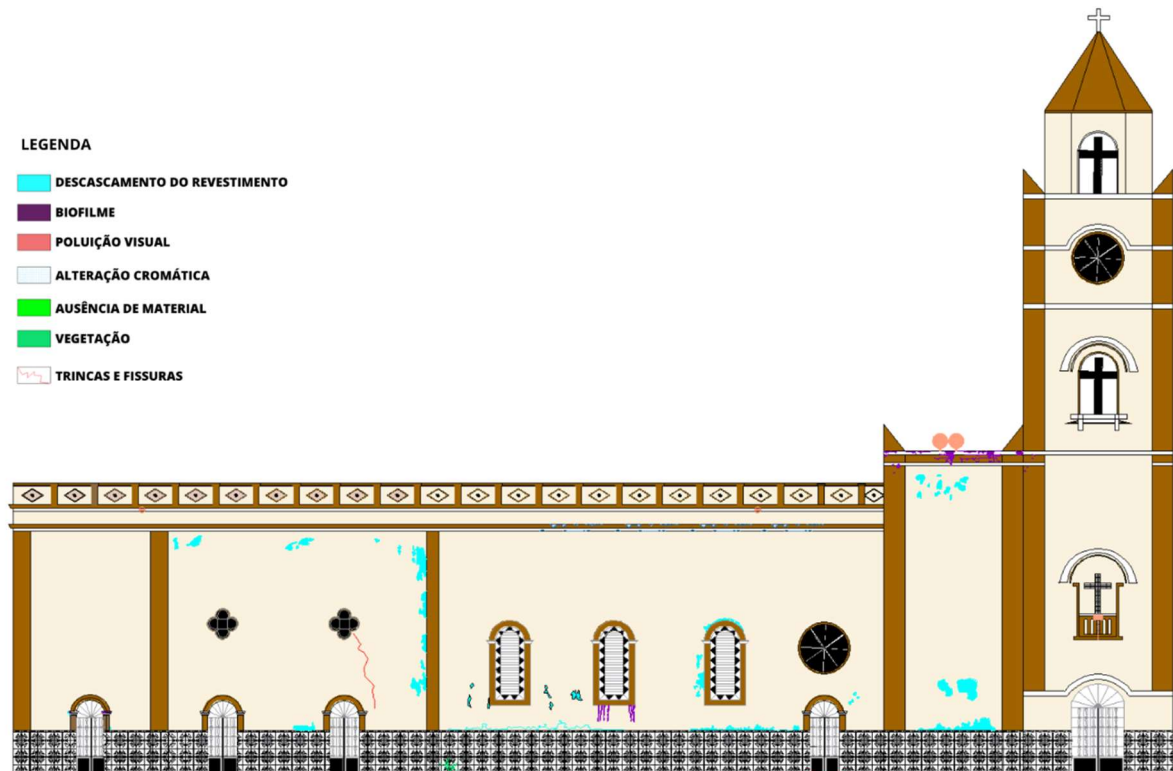 LEGENDA
DESCASCAMENTO DO REVESTIMENTO
BIOFILME
POLUIÇÃO VISUAL
ALTERAÇÃO CROMÁTICA
AUSÊNCIA DE MATERIAL
VEGETAÇÃO
TRINCAS E FISSURAS